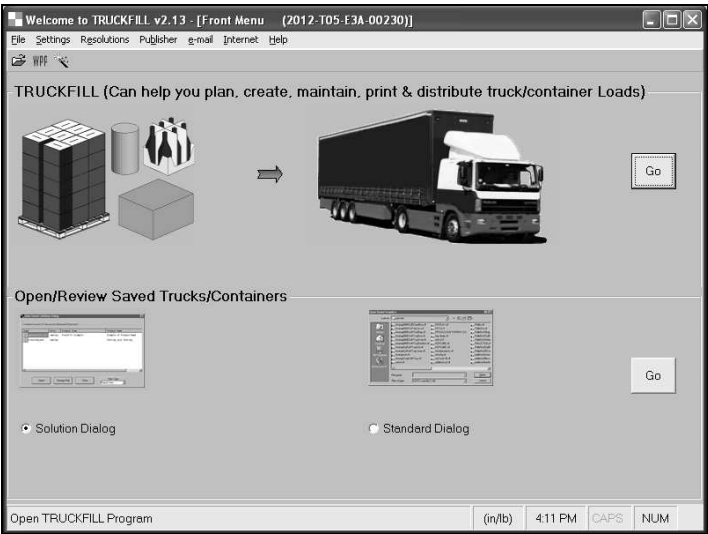 Welcome to TRUCKFILL v2.13 - [Front Menu (2012-T05-E3A-00230)]
File Settings Resolutions Publisher e-mail Internet Help
WPF
TRUCKFILL (Can help you plan, create, maintain, print & distribute truck/container Loads)
Go
Open/Review Saved Trucks/Containers
Go
Solution Dialog Standard Dialog
Open TRUCKFILL Program (in/lb) 4:11 PM CAPS NUM